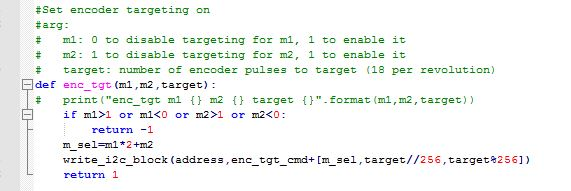 #Set encoder targeting on
#arg:
#    m1: 0 to disable targeting for m1, 1 to enable it
#    m2: 1 to disable targeting for m2, 1 to enable it
#    target: number of encoder pulses to target (18 per revolution)
def enc_tgt(m1,m2,target):
#    print("enc_tgt m1 {} m2 {} target {}".format(m1,m2,target))
    if m1>1 or m1<0 or m2>1 or m2<0:
        return -1
    m_sel=m1*2+m2
    write_i2c_block(address,enc_tgt_cmd+[m_sel,target//256,target%256])
    return 1